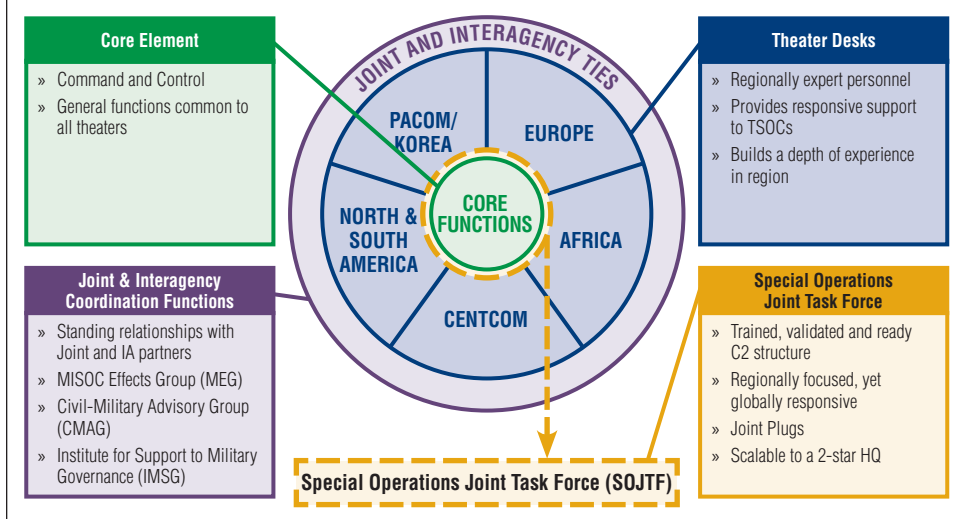 Core Element
» Command and Control
» General functions common to
all theaters
JOINT AND INTERAGENCY TIES
PACOM/
KOREA
EUROPE
NORTH &
SOUTH
AMERICA
CORE
FUNCTIONS
AFRICA
CENTCOM
Theater Desks
» Regionally expert personnel
» Provides responsive support
to TSOCs
» Builds a depth of experience
in region
Joint & Interagency
Coordination Functions
» Standing relationships with
Joint and IA partners
» MISOC Effects Group (MEG)
» Civil-Military Advisory Group
(CMAG)
» Institute for Support to Military
Governance (IMSG)
Special Operations Joint Task Force (SOJTF)
Special Operations
Joint Task Force
» Trained, validated and ready
C2 structure
» Regionally focused, yet
globally responsive
» Joint Plugs
» Scalable to a 2-star HQ